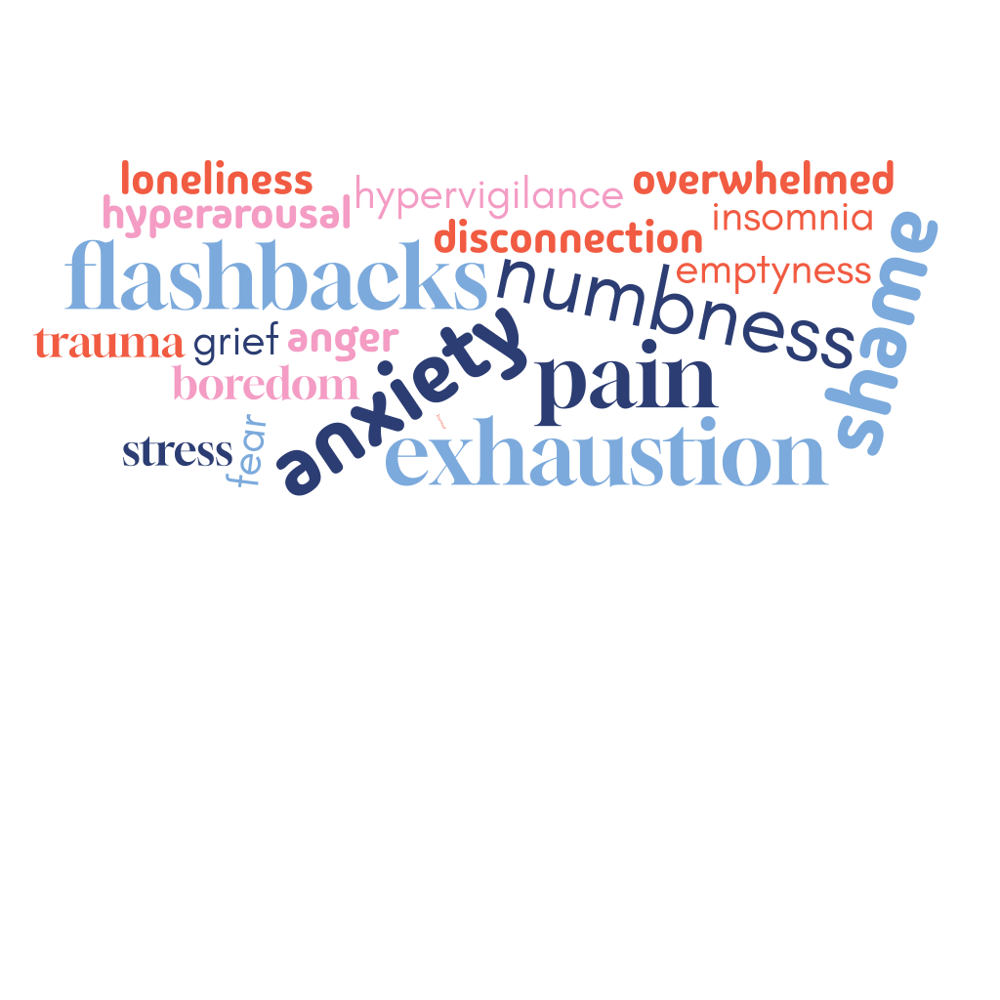 loneliness
overwhelmed
hypervigilance
hyperarousal
insomnia
disconnection
flashbacks
emptyness
numbness
shame
trauma
grief
anger
anxiety
pain
boredom
stress
fear
exhaustion